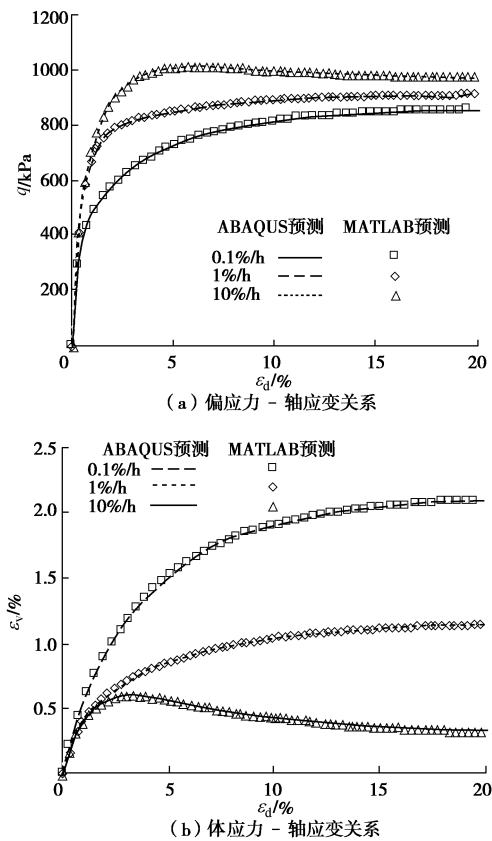 1200
1000
800
600
400
200
q/kPa
ABAQUS预测 MATLAB预测
0.1%/h
1%/h
10%/h
0 5 10 15 20
εd/%
（a）偏应力－轴应变关系
2.5
2.0
1.5
1.0
0.5
εv/%
ABAQUS预测 MATLAB预测
0.1%/h
1%/h
10%/h
0 5 10 15 20
εd/%
（b）体应力－轴应变关系